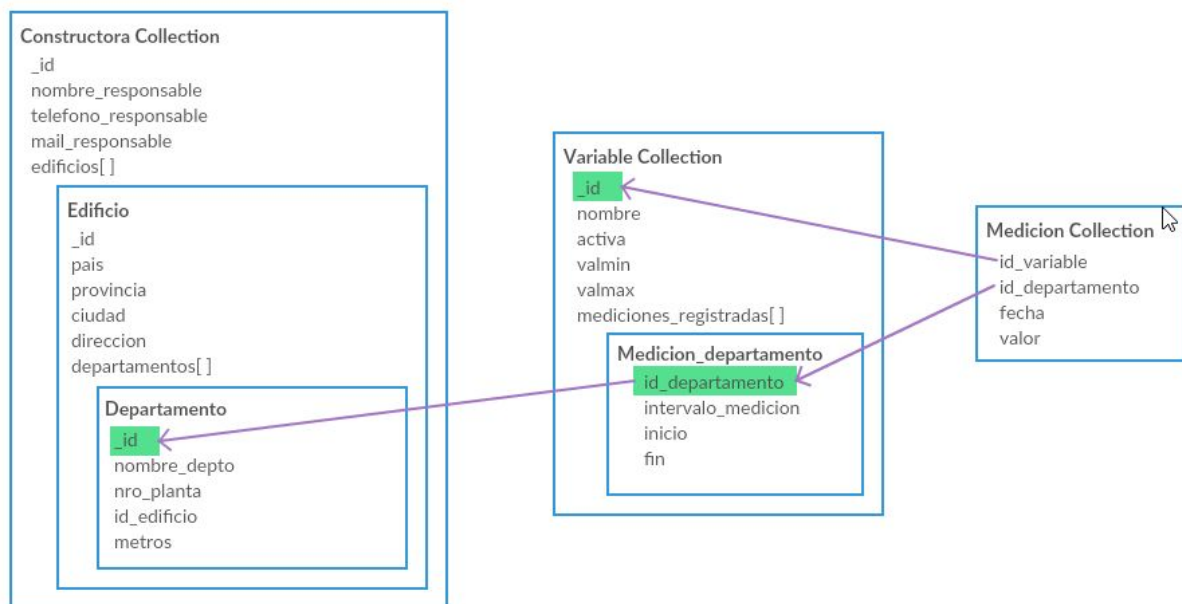 Constructora Collection
_id
nombre_responsable
telefono_responsable
mail_responsable
edificios[ ]
Edificio
_id
pais
provincia
ciudad
direccion
departamentos[ ]
Departamento
_id
nombre_depto
nro_planta
id_edificio
metros
Variable Collection
_id
nombre
activa
valmin
valmax
mediciones_registradas[ ]
Medicion_departamento
id_departamento
intervalo_medicion
inicio
fin
Medicion Collection
id_variable
id_departamento
fecha
valor